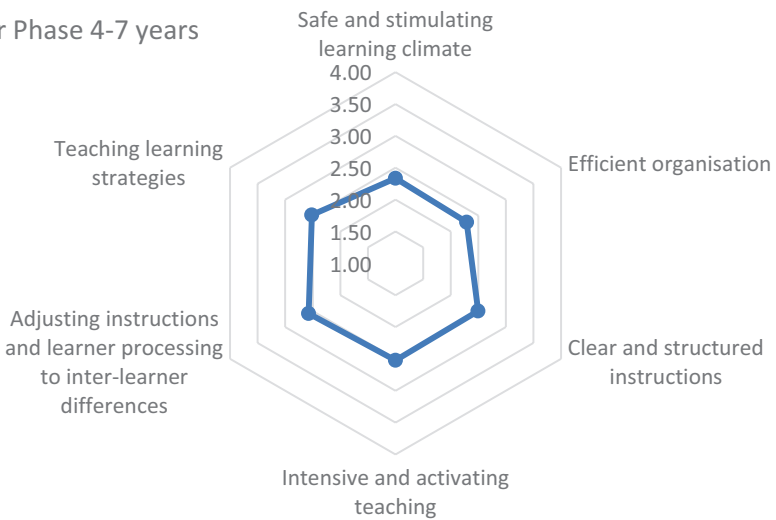 r Phase 4-7 years
Safe and stimulating
learning climate
4.00
3.50
3.00
2.50
2.00
1.50
1.00
Efficient organisation
Clear and structured
instructions
Intensive and activating
teaching
Adjusting instructions
and learner processing
to inter-learner
differences
Teaching learning
strategies